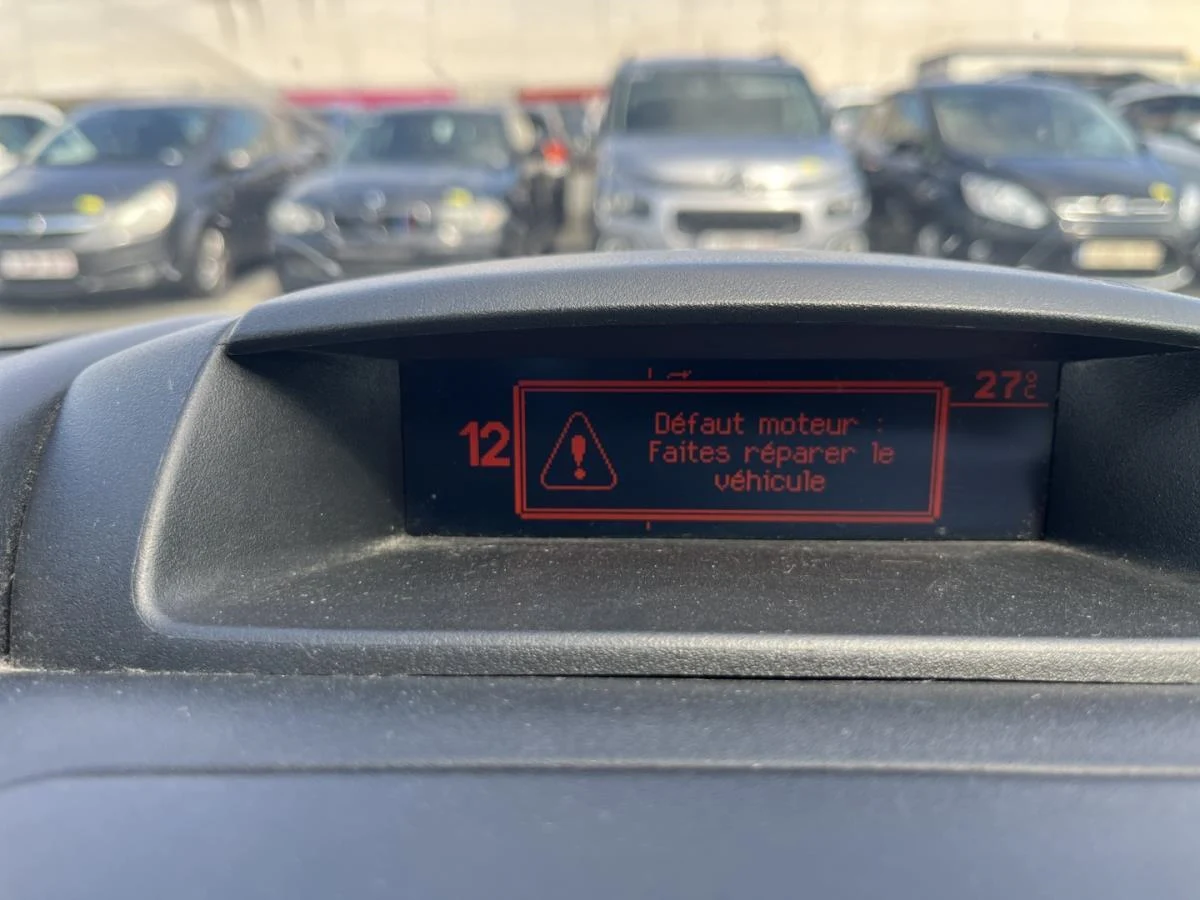 27°C
12
Défaut moteur :
Faites réparer le
véhicule